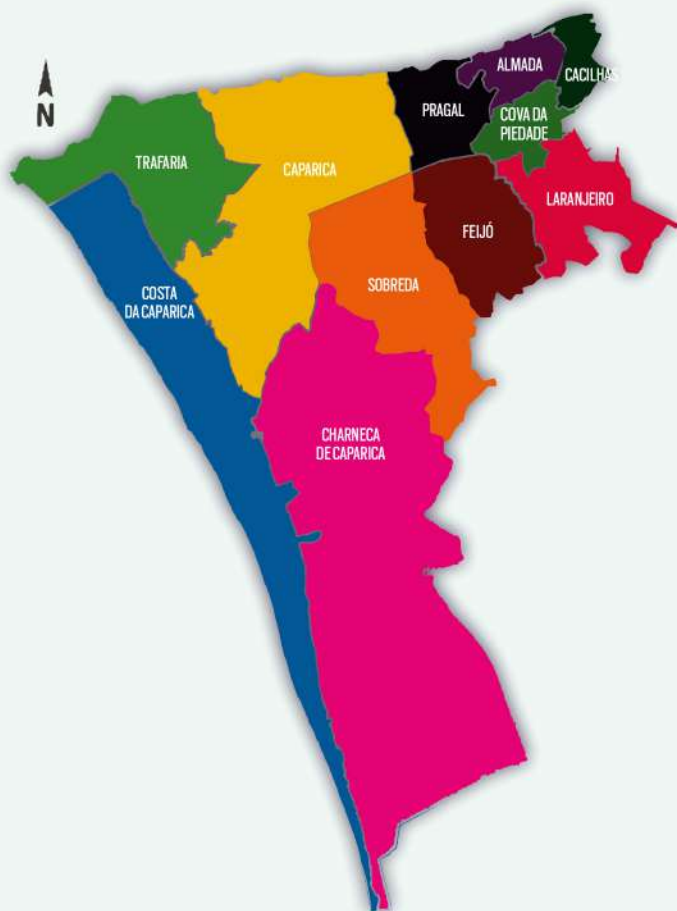 N
ALMADA
CACILHAS
PRAGAL
COVA DA
PIEDADE
TRAFARIA
CAPARICA
LARANJEIRO
FEIJÓ
SOBREDA
COSTA
DA CAPARICA
CHARNECA
DE CAPARICA